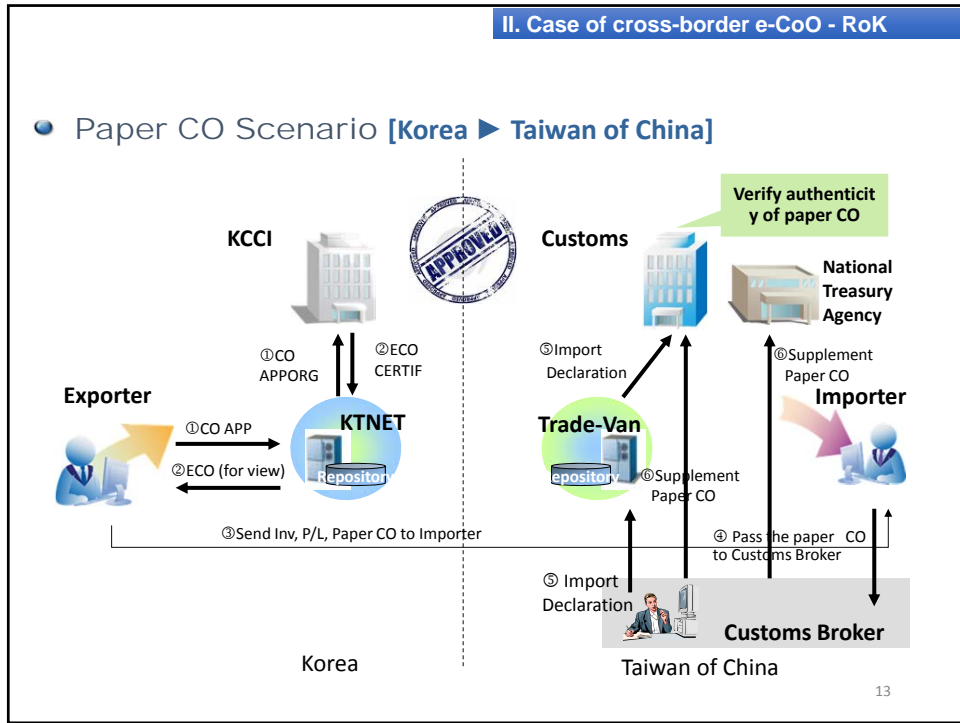 II. Case of cross-border e-CoO - RoK
Paper CO Scenario [Korea ► Taiwan of China]
Verify authenticit
y of paper CO
KCCI
APPROVED
Customs
National
Treasury
Agency
①CO
APPORG
②ECO
CERTIF
⑤Import
Declaration
⑥Supplement
Paper CO
Exporter
KTNET
Trade-Van
Importer
①CO APP
②ECO (for view)
Repository
epository
⑥Supplement
Paper CO
③Send Inv, P/L, Paper CO to Importer
④ Pass the paper CO
to Customs Broker
⑤ Import
Declaration
Customs Broker
Korea
Taiwan of China
13